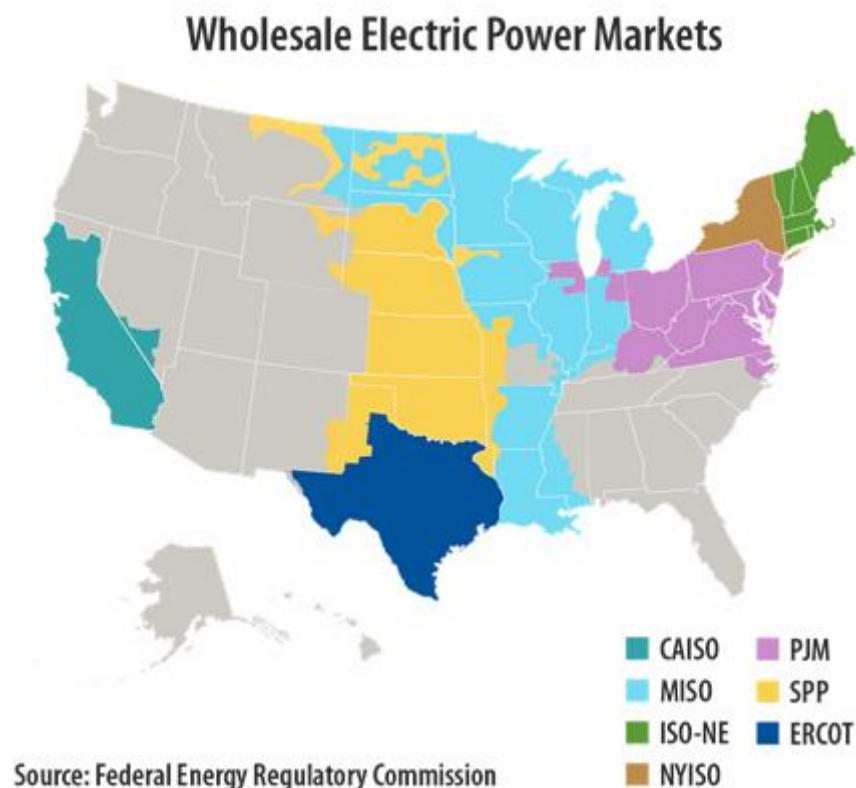 Wholesale Electric Power Markets
CAISO
MISO
ISO-NE
NYISO
PJM
SPP
ERCOT
Source: Federal Energy Regulatory Commission